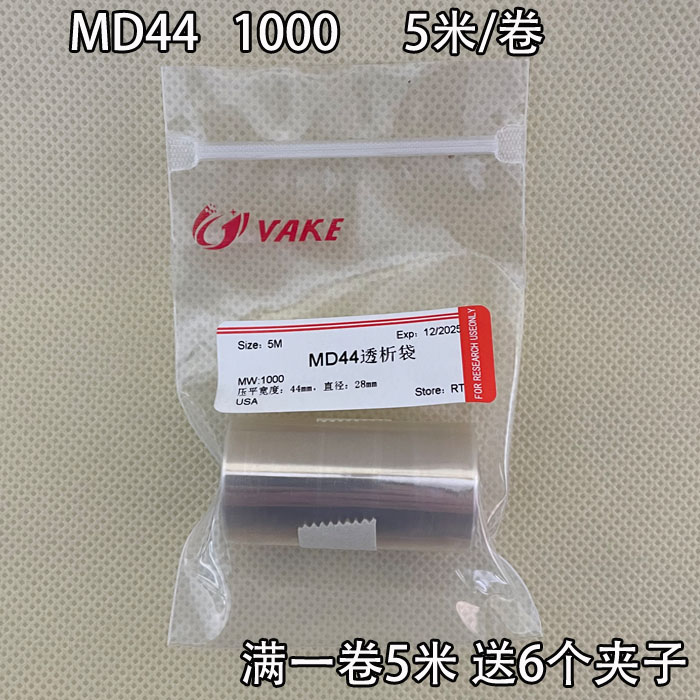 MD44 1000 5米/卷
VAKE
Size: 5M
Exp: 12/2025
MD44透析袋
MW:1000
压平宽度: 44mm, 直径: 28mm
USA
Store: RT
FOR RESEARCH USEONLY
满一卷5米 送6个夹子